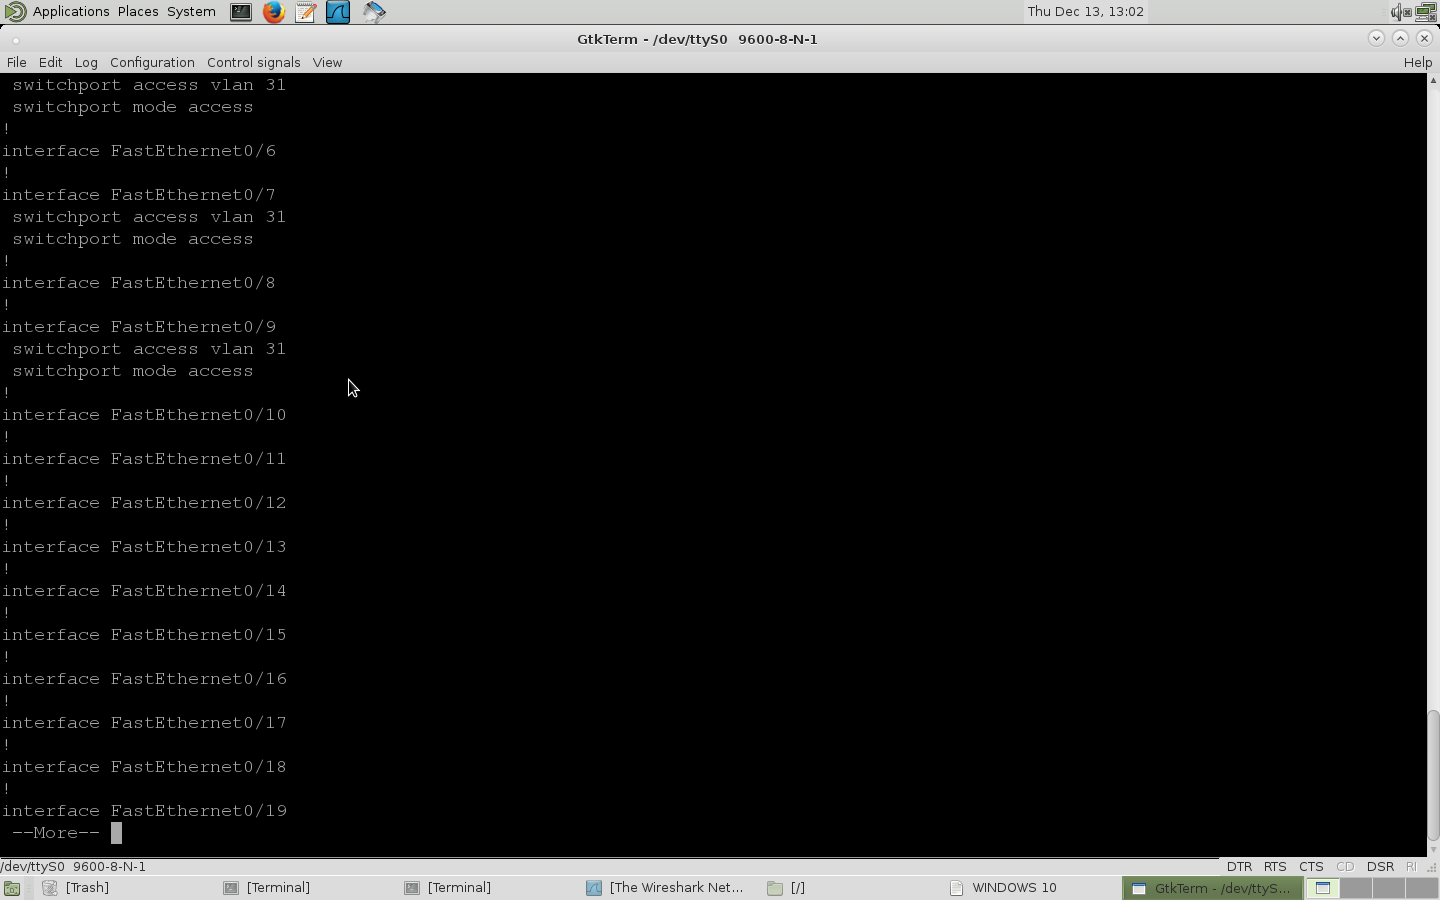 Applications Places System
Thu Dec 13, 13:02
GtkTerm - /dev/ttyS0 9600-8-N-1
File Edit Log Configuration Control signals View Help
switchport access vlan 31
switchport mode access
!
interface FastEthernet0/6
!
interface FastEthernet0/7
switchport access vlan 31
switchport mode access
!
interface FastEthernet0/8
!
interface FastEthernet0/9
switchport access vlan 31
switchport mode access
!
interface FastEthernet0/10
!
interface FastEthernet0/11
!
interface FastEthernet0/12
!
interface FastEthernet0/13
!
interface FastEthernet0/14
!
interface FastEthernet0/15
!
interface FastEthernet0/16
!
interface FastEthernet0/17
!
interface FastEthernet0/18
!
interface FastEthernet0/19
--More--
/dev/ttyS0 9600-8-N-1 DTR RTS CTS CD DSR RI
[Trash] [Terminal] [Terminal] [The Wireshark Net... [/] WINDOWS 10 GtkTerm - /dev/ttyS...